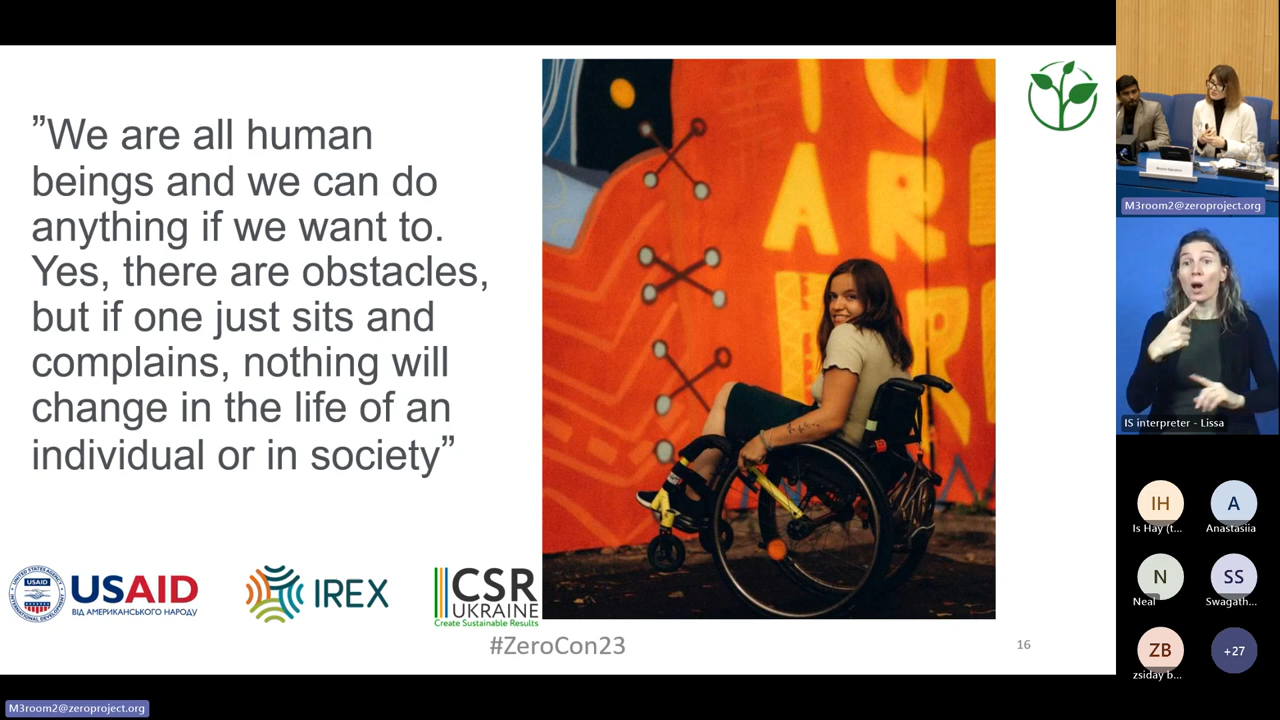 ”We are all human
beings and we can do
anything if we want to.
Yes, there are obstacles,
but if one just sits and
complains, nothing will
change in the life of an
individual or in society”
ARE
USAID
USAID
ВІД АМЕРИКАНСЬКОГО НАРОДУ
IREX
CSR
UKRAINE
Create Sustainable Results
#ZeroCon23
16
M3room2@zeroproject.org
IS interpreter - Lissa
IH
Is Hay (t...
A
Anastasiia
N
Neal
SS
Swagath...
ZB
zsiday b...
+27
M3room2@zeroproject.org